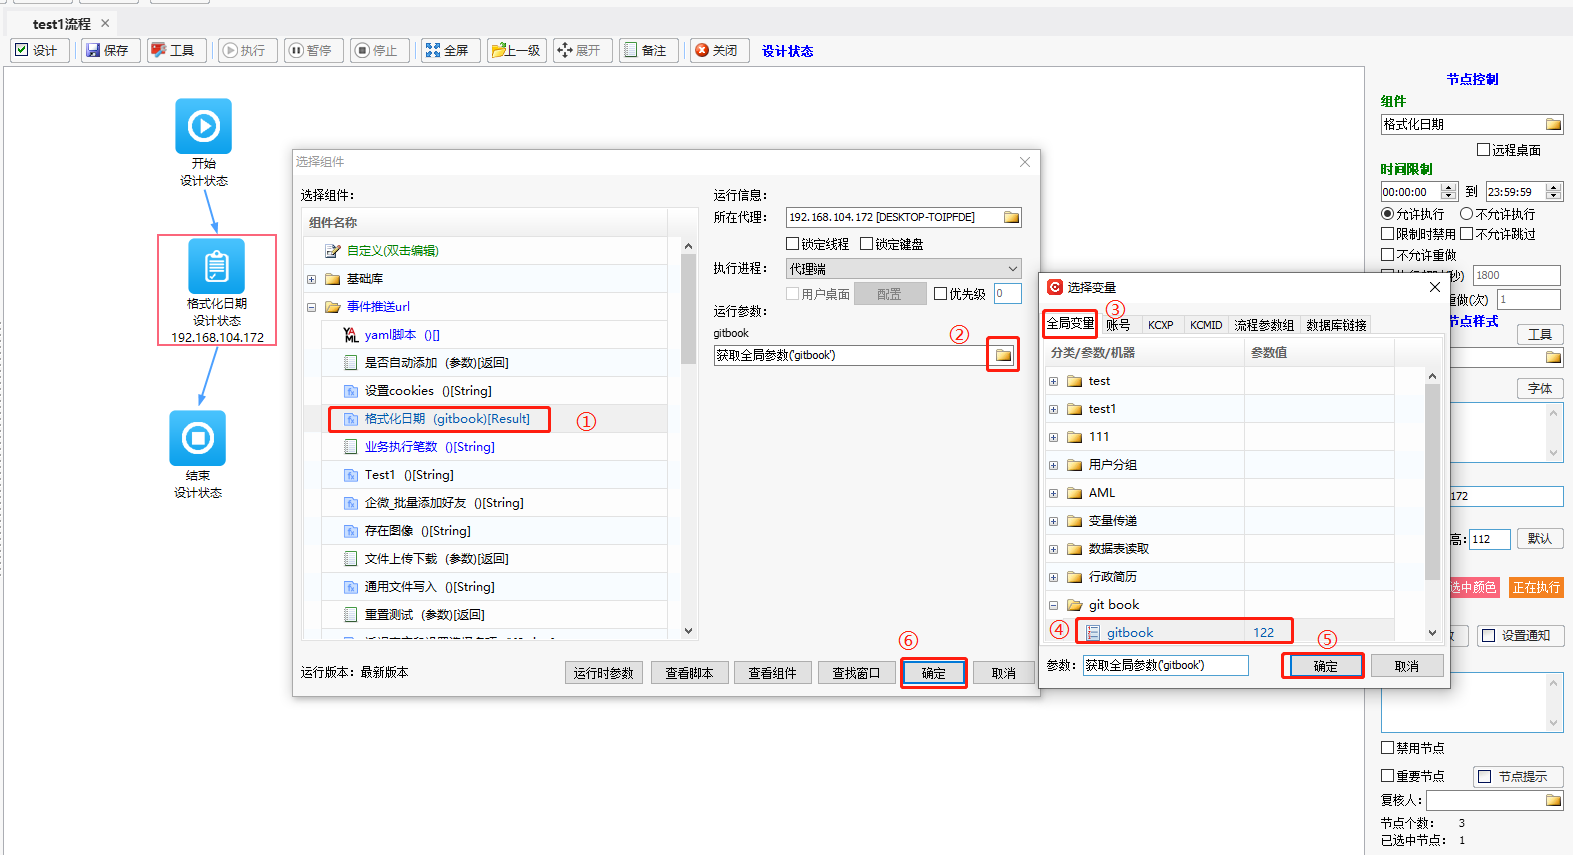 test1流程 ×
设计 保存 工具 执行 暂停 停止 全屏 上一级 展开 备注 关闭 设计状态
开始
设计状态
格式化日期
设计状态
192.168.104.172
结束
设计状态
选择组件
选择组件:
组件名称
自定义(双击编辑)
基础库
事件推送url
yaml脚本 ()[]
是否自动添加 (参数)[返回]
设置cookies ()[String]
格式化日期 (gitbook)[Result]
①
业务执行笔数 ()[String]
Test1 ()[String]
企微_批量添加好友 ()[String]
存在图像 ()[String]
文件上传下载 (参数)[返回]
通用文件写入 ()[String]
重置测试 (参数)[返回]
运行版本: 最新版本
运行信息:
所在代理: 192.168.104.172 [DESKTOP-TOIPFDE]
锁定线程 锁定键盘
执行进程: 代理端
用户桌面 配置 优先级 0
运行参数:
gitbook
②
获取全局参数('gitbook')
⑥
运行时参数 查看脚本 查看组件 查找窗口 确定 取消
选择变量
③
全局变量 账号 KCXP KCMID 流程参数组 数据库链接
分类/参数/机器 参数值
test
test1
111
用户分组
AML
变量传递
数据表读取
行政简历
git book
④ gitbook 122
⑤
参数: 获取全局参数('gitbook') 确定 取消
节点控制
组件
格式化日期
远程桌面
时间限制
00:00:00 到 23:59:59
允许执行 不允许执行
限制时禁用 不允许跳过
不允许重做
秒) 1800
重做(次) 1
节点样式
工具
字体
172
高: 112 默认
选中颜色 正在执行
设置通知
禁用节点
重要节点 节点提示
复核人:
节点个数: 3
已选中节点: 1